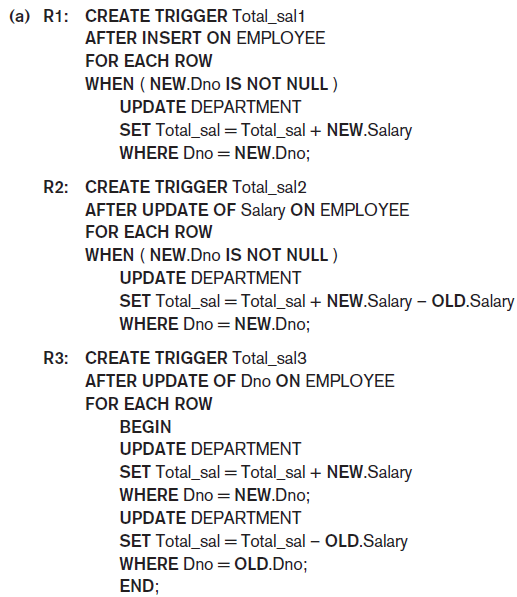 (a) R1: CREATE TRIGGER Total_sal1
AFTER INSERT ON EMPLOYEE
FOR EACH ROW
WHEN ( NEW.Dno IS NOT NULL )
UPDATE DEPARTMENT
SET Total_sal = Total_sal + NEW.Salary
WHERE Dno = NEW.Dno;
R2: CREATE TRIGGER Total_sal2
AFTER UPDATE OF Salary ON EMPLOYEE
FOR EACH ROW
WHEN ( NEW.Dno IS NOT NULL )
UPDATE DEPARTMENT
SET Total_sal = Total_sal + NEW.Salary – OLD.Salary
WHERE Dno = NEW.Dno;
R3: CREATE TRIGGER Total_sal3
AFTER UPDATE OF Dno ON EMPLOYEE
FOR EACH ROW
BEGIN
UPDATE DEPARTMENT
SET Total_sal = Total_sal + NEW.Salary
WHERE Dno = NEW.Dno;
UPDATE DEPARTMENT
SET Total_sal = Total_sal – OLD.Salary
WHERE Dno = OLD.Dno;
END;